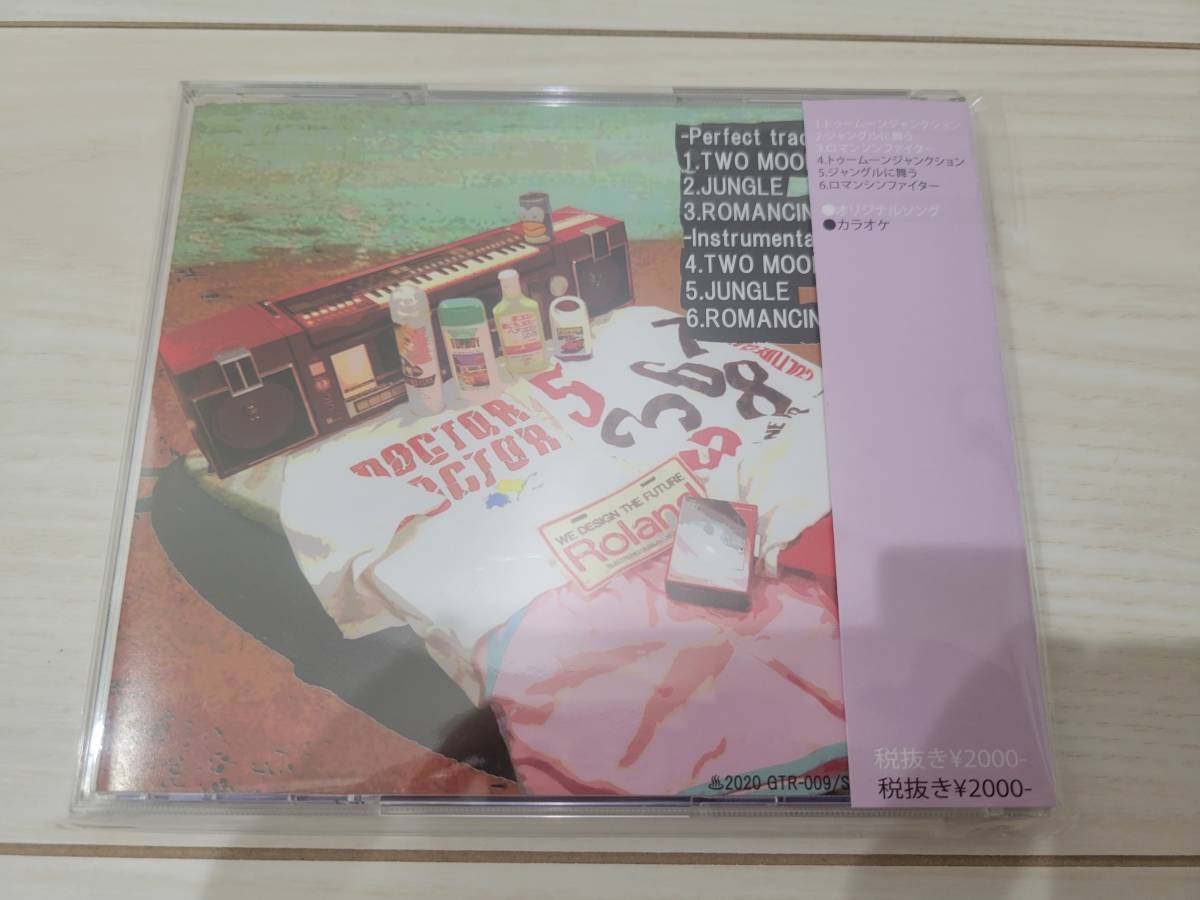 -Perfect trac
1.TWO MOO
2.JUNGLE
3.ROMANCIN
-Instrumenta
4.TWO MOO
5.JUNGLE
6.ROMANCIN
1.トゥームーンジャンクション
2.ジャングルに舞う
3.ロマンシンファイター
4.トゥームーンジャンクション
5.ジャングルに舞う
6.ロマンシンファイター
●オリジナルソング
●カラオケ
DOCTOR
DOCTOR
5
367
88
WE DESIGN THE FUTURE
Roland
♨2020 GTR-009/S
税抜き¥2000-
税抜き¥2000-